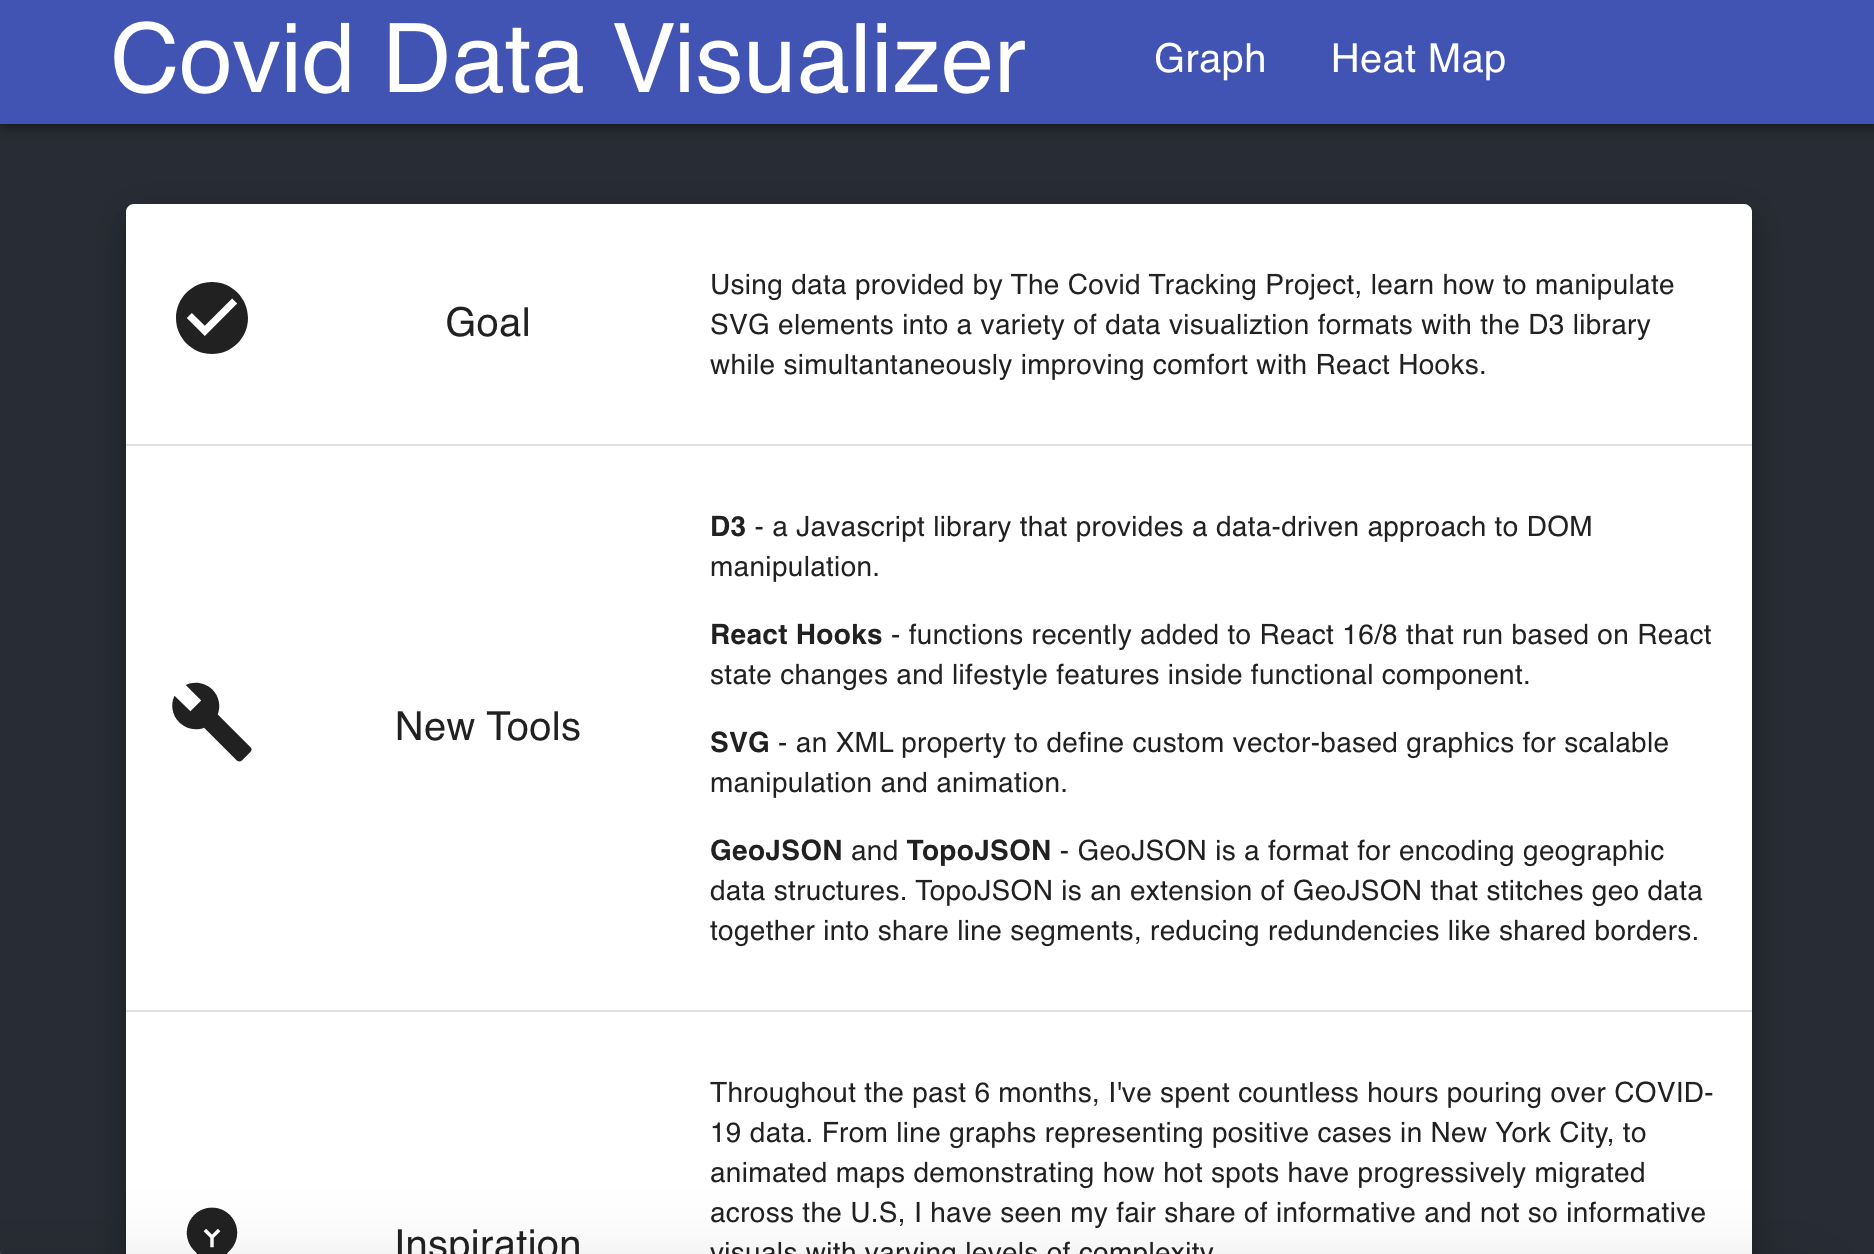 Covid Data Visualizer
Graph
Heat Map
Goal
Using data provided by The Covid Tracking Project, learn how to manipulate
SVG elements into a variety of data visualiztion formats with the D3 library
while simultantaneously improving comfort with React Hooks.
New Tools
D3 - a Javascript library that provides a data-driven approach to DOM
manipulation.
React Hooks - functions recently added to React 16/8 that run based on React
state changes and lifestyle features inside functional component.
SVG - an XML property to define custom vector-based graphics for scalable
manipulation and animation.
GeoJSON and TopoJSON - GeoJSON is a format for encoding geographic
data structures. TopoJSON is an extension of GeoJSON that stitches geo data
together into share line segments, reducing redundencies like shared borders.
Inspiration
Throughout the past 6 months, I've spent countless hours pouring over COVID-
19 data. From line graphs representing positive cases in New York City, to
animated maps demonstrating how hot spots have progressively migrated
across the U.S, I have seen my fair share of informative and not so informative
visuals with varying levels of complexity.